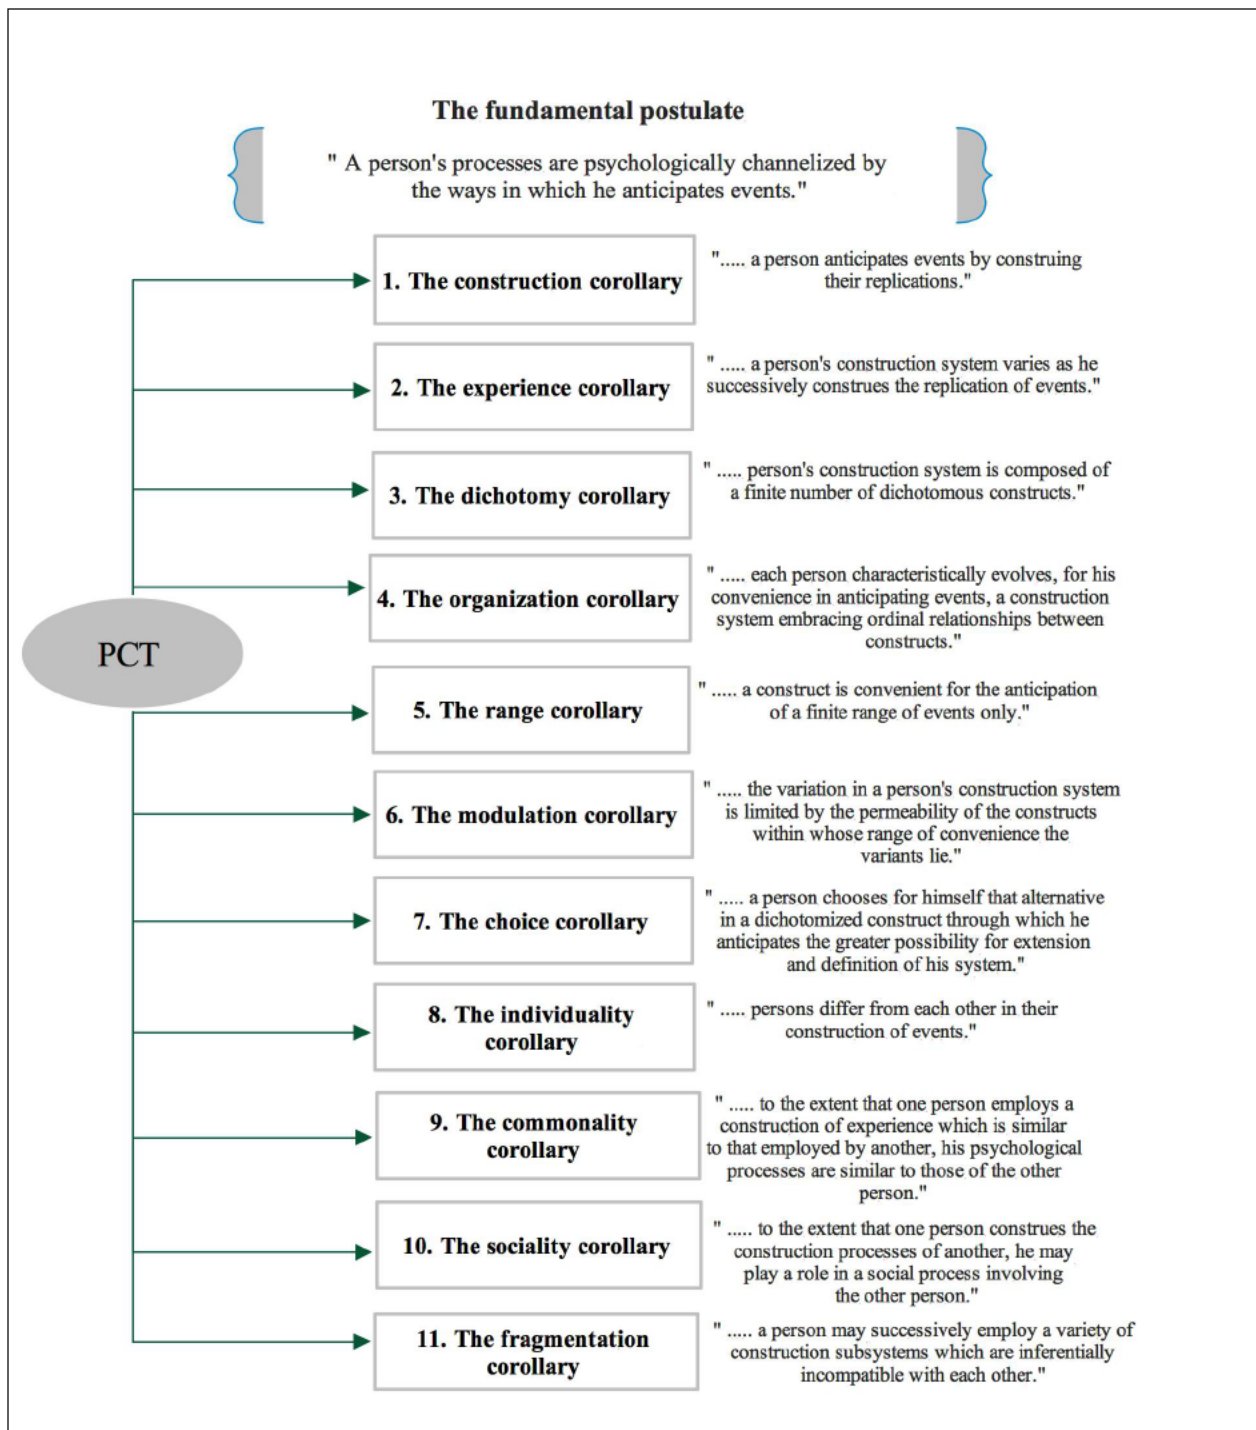 The fundamental postulate
" A person's processes are psychologically channelized by
the ways in which he anticipates events."
1. The construction corollary
"..... a person anticipates events by construing
their replications."
2. The experience corollary
" ..... a person's construction system varies as he
successively construes the replication of events."
3. The dichotomy corollary
" ..... person's construction system is composed of
a finite number of dichotomous constructs."
4. The organization corollary
" ..... each person characteristically evolves, for his
convenience in anticipating events, a construction
system embracing ordinal relationships between
constructs."
PCT
5. The range corollary
" ..... a construct is convenient for the anticipation
of a finite range of events only."
6. The modulation corollary
" ..... the variation in a person's construction system
is limited by the permeability of the constructs
within whose range of convenience the
variants lie."
7. The choice corollary
" ..... a person chooses for himself that alternative
in a dichotomized construct through which he
anticipates the greater possibility for extension
and definition of his system."
8. The individuality
corollary
" ..... persons differ from each other in their
construction of events."
9. The commonality
corollary
" ..... to the extent that one person employs a
construction of experience which is similar
to that employed by another, his psychological
processes are similar to those of the other
person."
10. The sociality corollary
" ..... to the extent that one person construes the
construction processes of another, he may
play a role in a social process involving
the other person."
11. The fragmentation
corollary
" ..... a person may successively employ a variety of
construction subsystems which are inferentially
incompatible with each other."